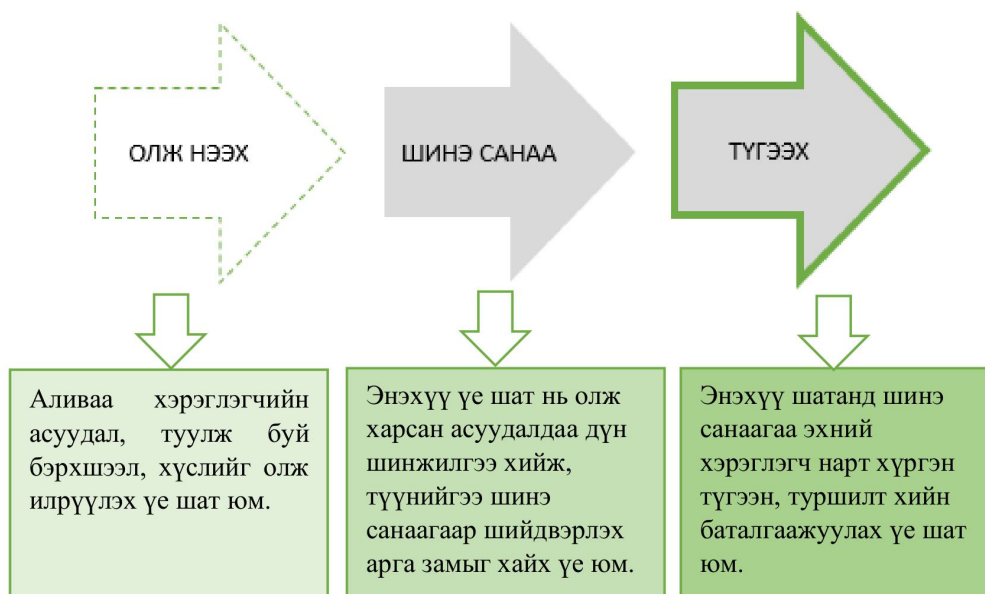 ОЛЖ НЭЭХ
ШИНЭ САНАА
ТҮГЭЭХ
Аливаа хэрэглэгчийн
асуудал, туулж буй
бэрхшээл, хүслийг олж
илрүүлэх үе шат юм.
Энэхүү үе шат нь олж
харсан асуудалдаа дүн
шинжилгээ хийж,
түүнийгээ шинэ
санаагаар шийдвэрлэх
арга замыг хайх үе юм.
Энэхүү шатанд шинэ
санаагаа эхний
хэрэглэгч нарт хүргэн
түгээн, туршилт хийн
баталгаажуулах үе шат
юм.